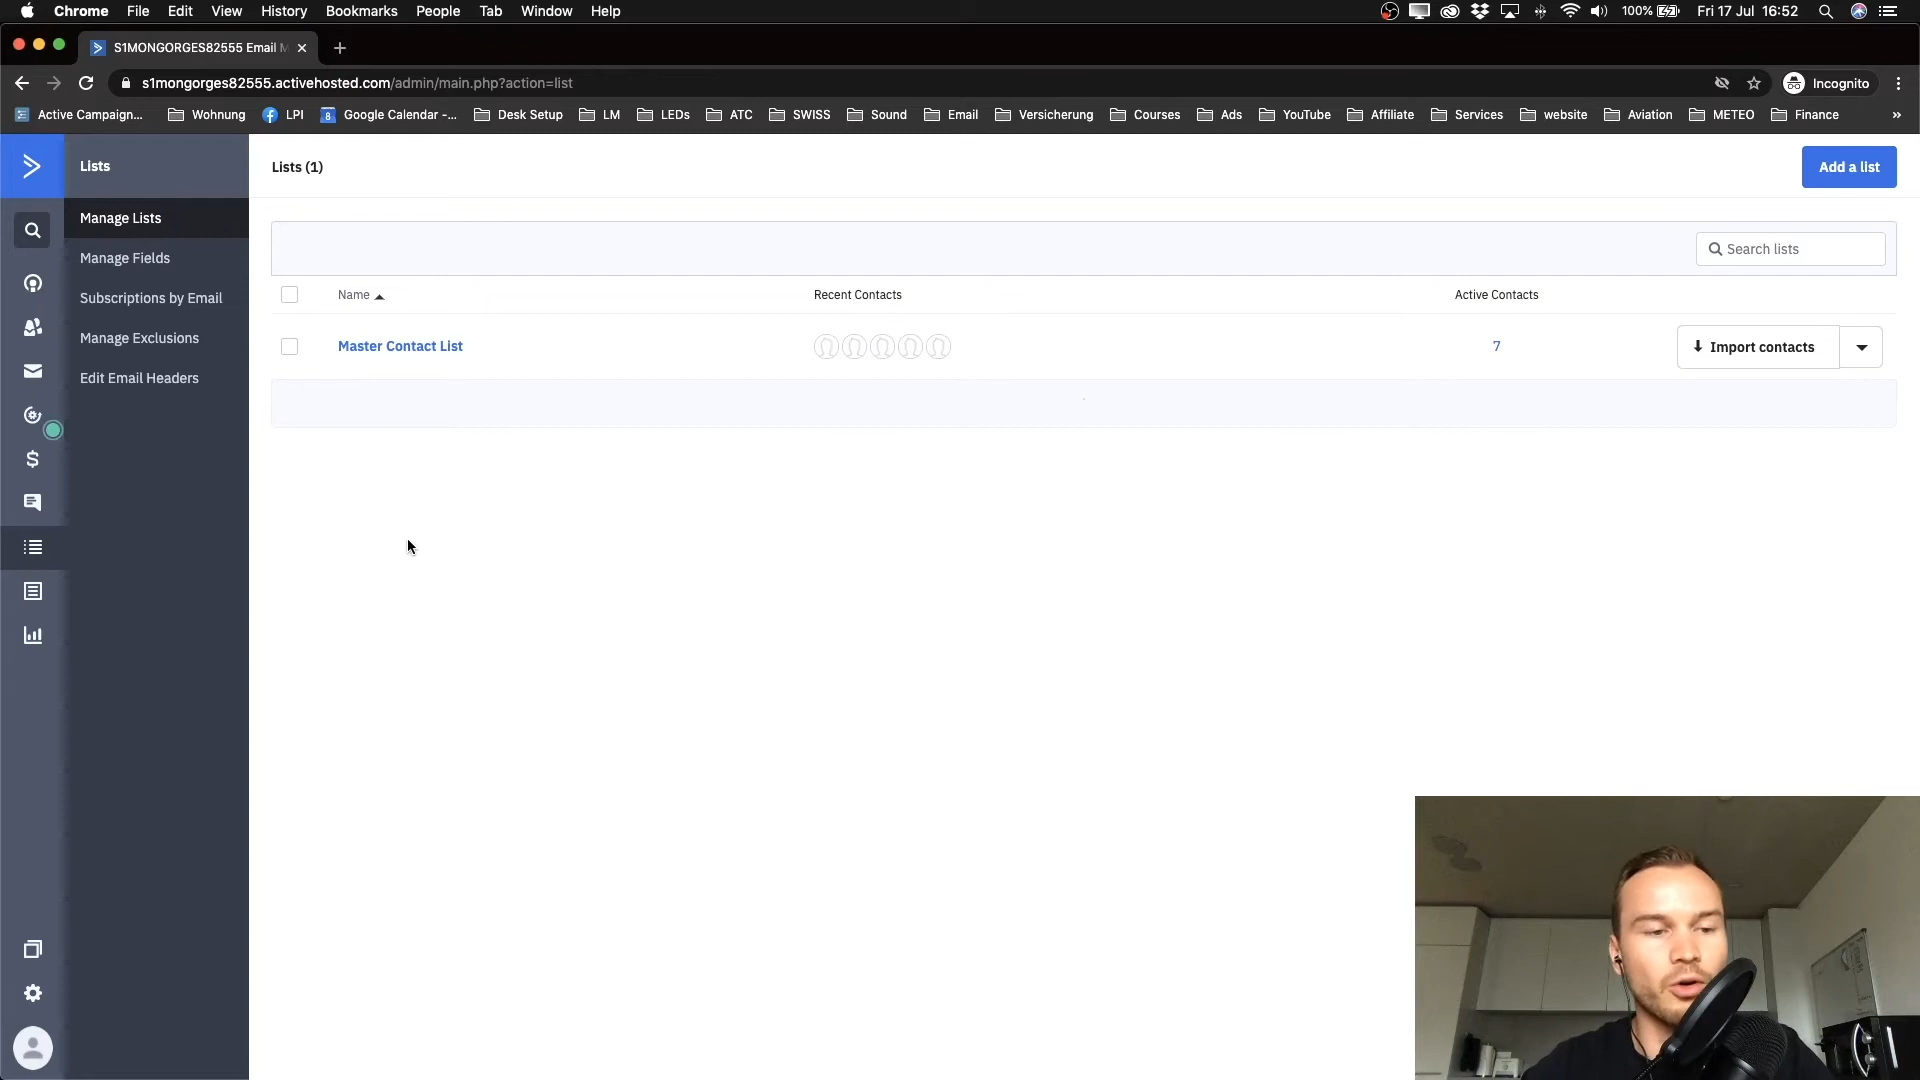 Chrome File Edit View History Bookmarks People Tab Window Help 100% Fri 17 Jul 16:52
S1MONGORGES82555 Email M
s1mongorges82555.activehosted.com/admin/main.php?action=list Incognito
Active Campaign... Wohnung LPI Google Calendar -... Desk Setup LM LEDs ATC SWISS Sound Email Versicherung Courses Ads YouTube Affiliate Services website Aviation METEO Finance »
Lists
Lists (1)
Add a list
Manage Lists
Manage Fields
Subscriptions by Email
Manage Exclusions
Edit Email Headers
Search lists
Name Recent Contacts Active Contacts
Master Contact List 7 Import contacts